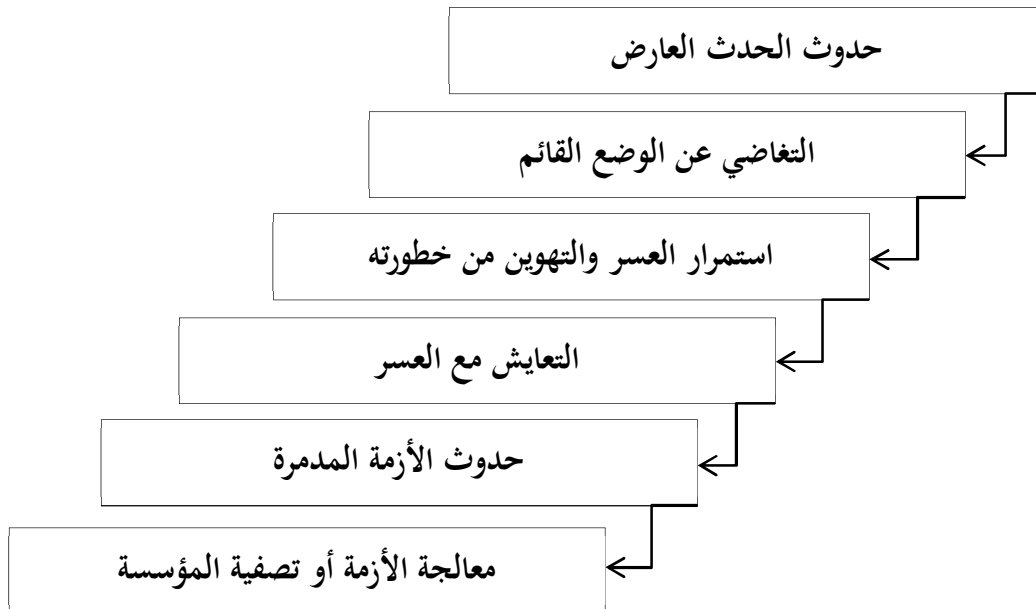 حدوث الحدث العارض
التغاضي عن الوضع القائم
استمرار العسر والتهوين من خطورته
التعايش مع العسر
حدوث الأزمة المدمرة
معالجة الأزمة أو تصفية المؤسسة